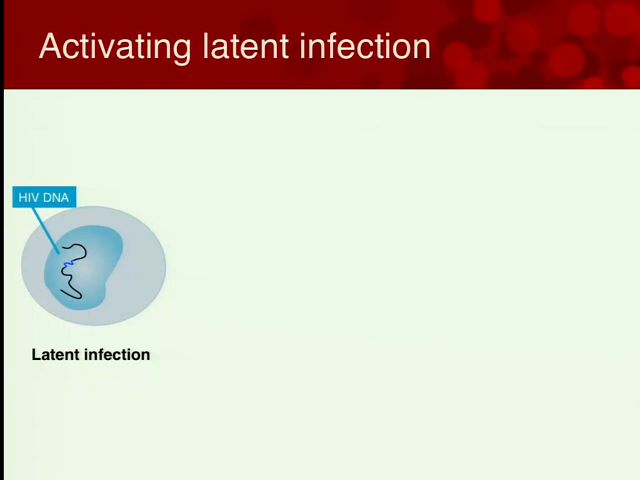 Activating latent infection
HIV DNA
Latent infection